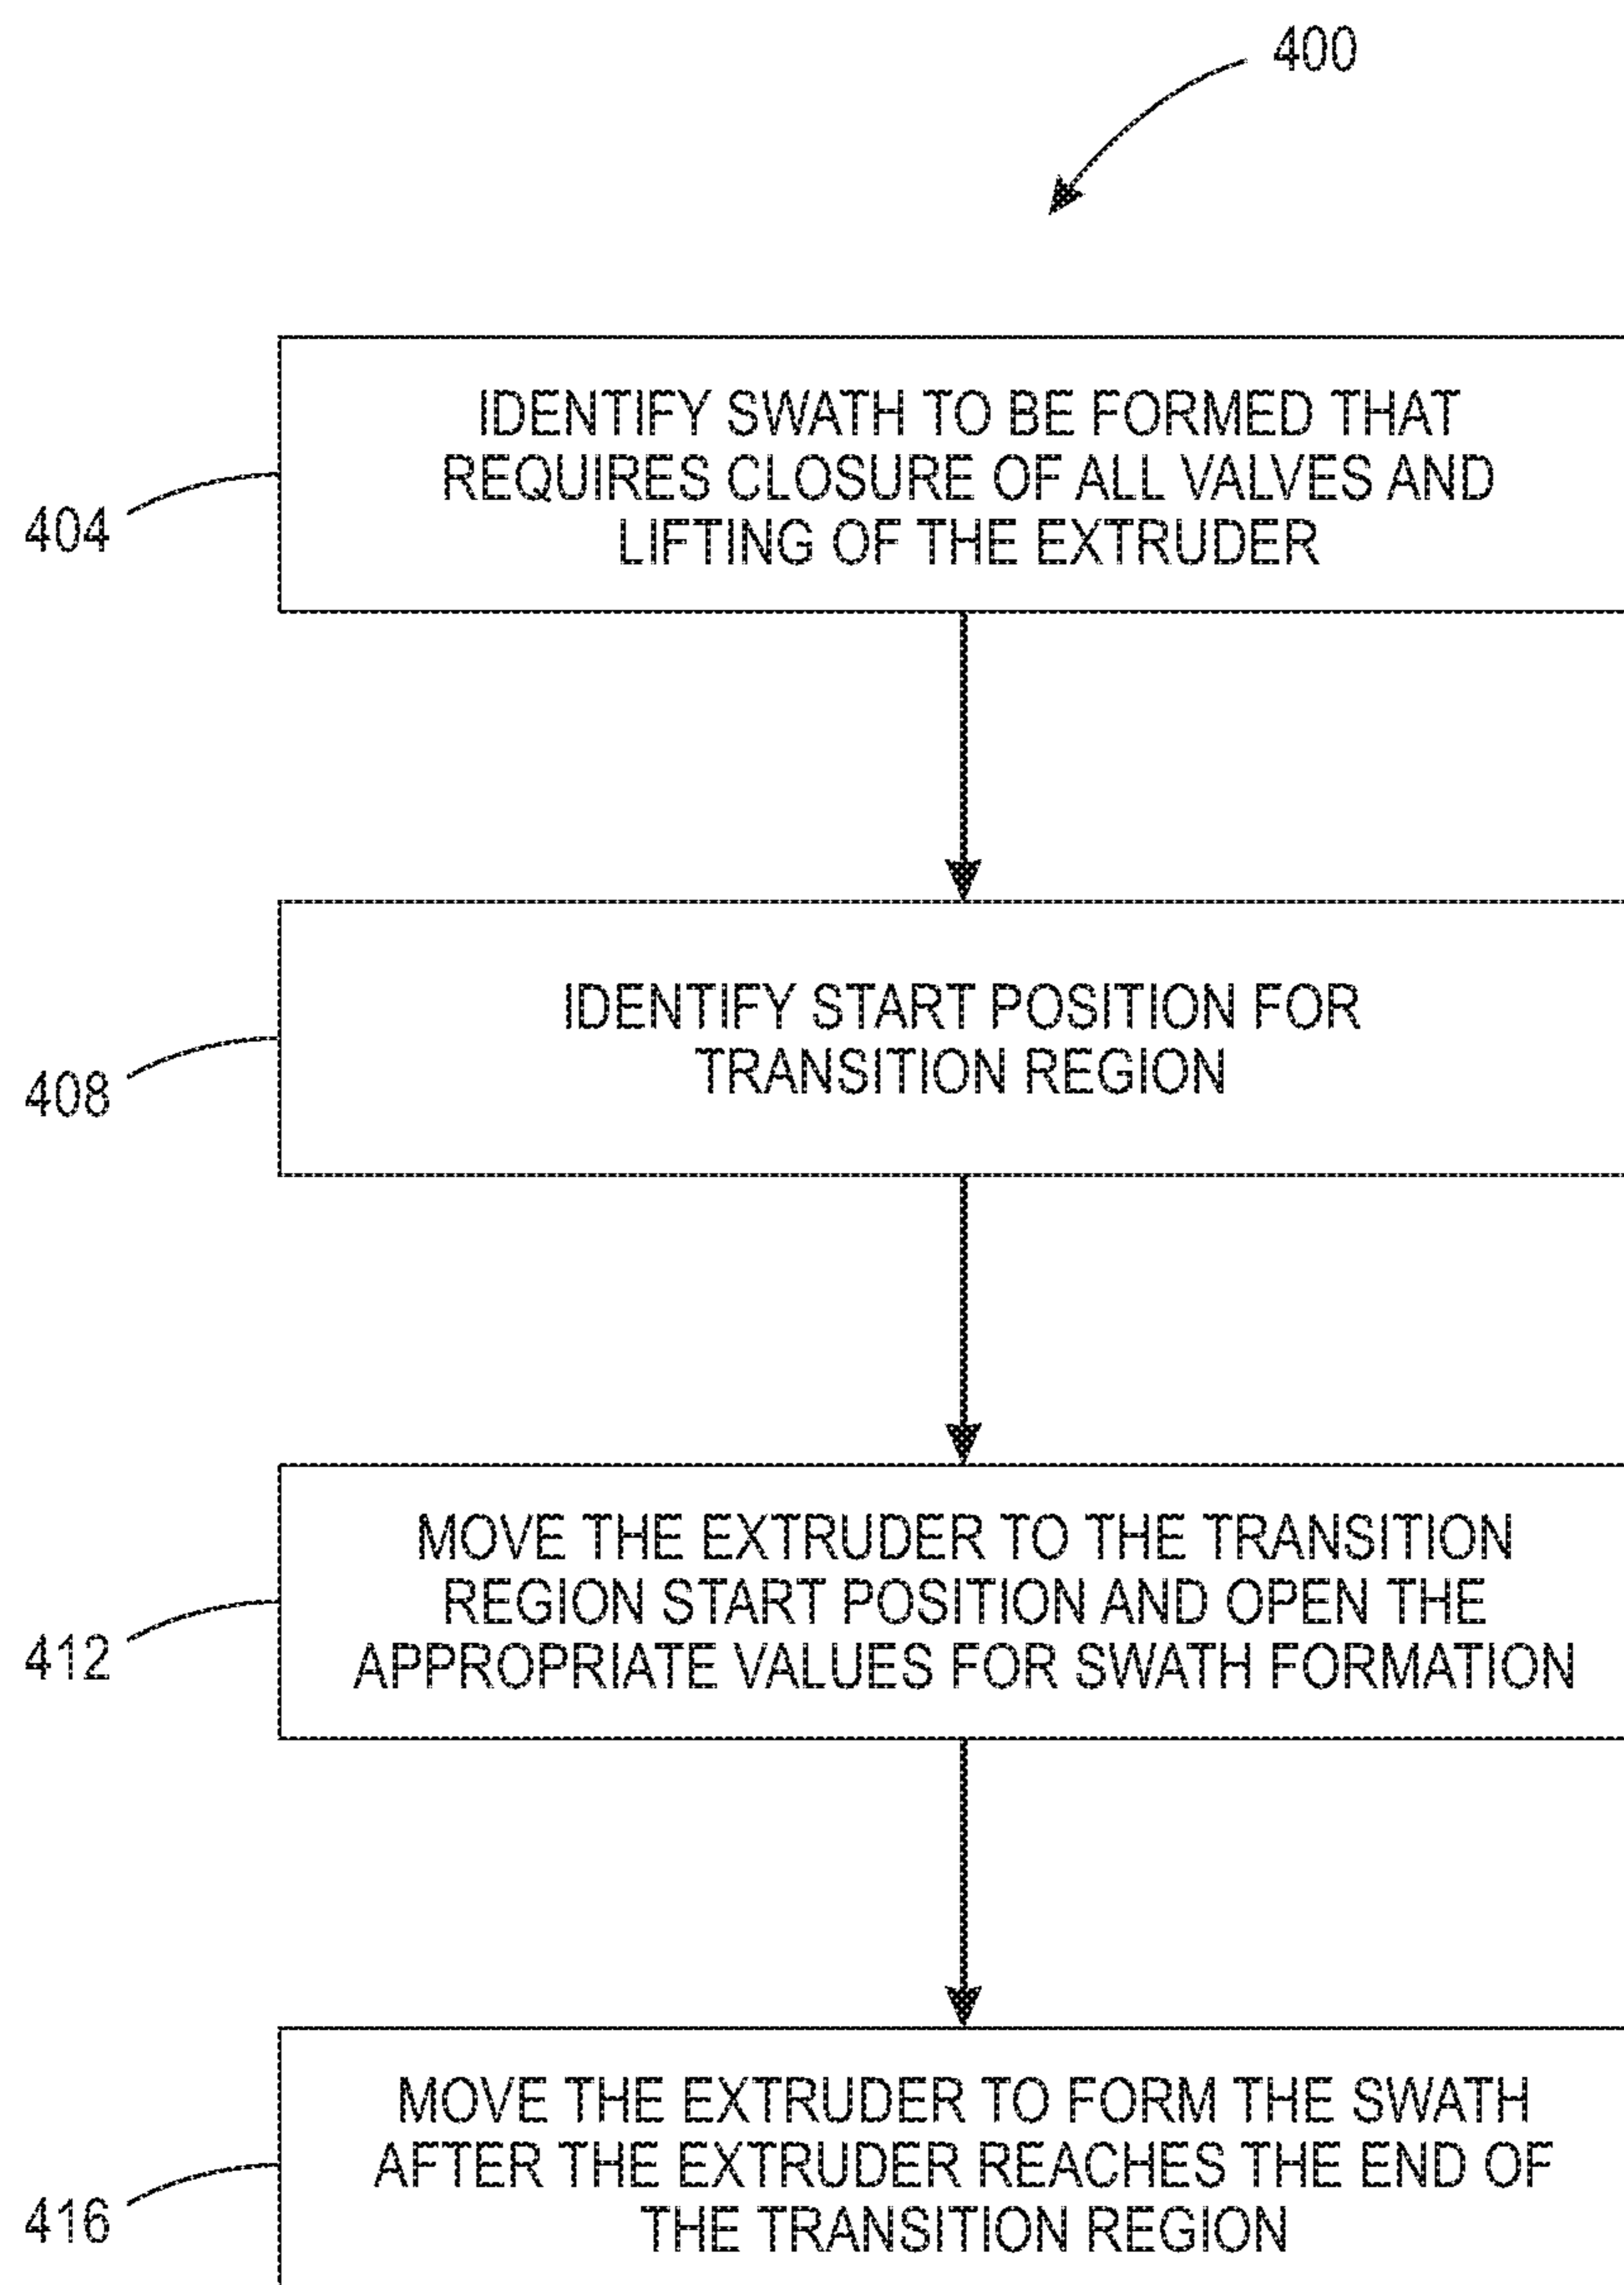 400
IDENTIFY SWATH TO BE FORMED THAT
REQUIRES CLOSURE OF ALL VALVES AND
LIFTING OF THE EXTRUDER
404
IDENTIFY START POSITION FOR
TRANSITION REGION
408
MOVE THE EXTRUDER TO THE TRANSITION
REGION START POSITION AND OPEN THE
APPROPRIATE VALUES FOR SWATH FORMATION
412
MOVE THE EXTRUDER TO FORM THE SWATH
AFTER THE EXTRUDER REACHES THE END OF
THE TRANSITION REGION
416